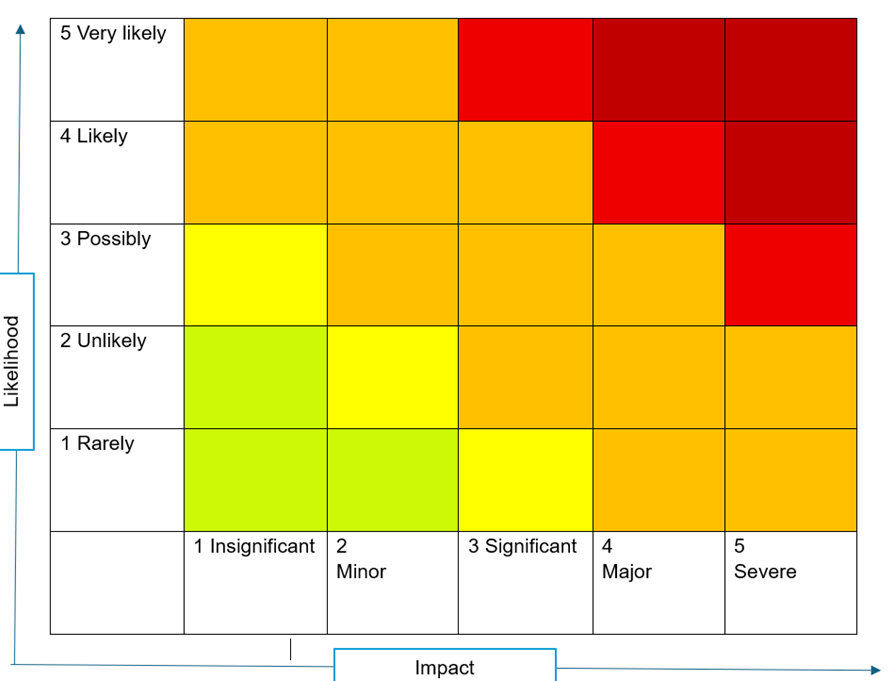 5 Very likely
4 Likely
3 Possibly
2 Unlikely
1 Rarely
Likelihood
1 Insignificant
2
Minor
3 Significant
4
Major
5
Severe
Impact